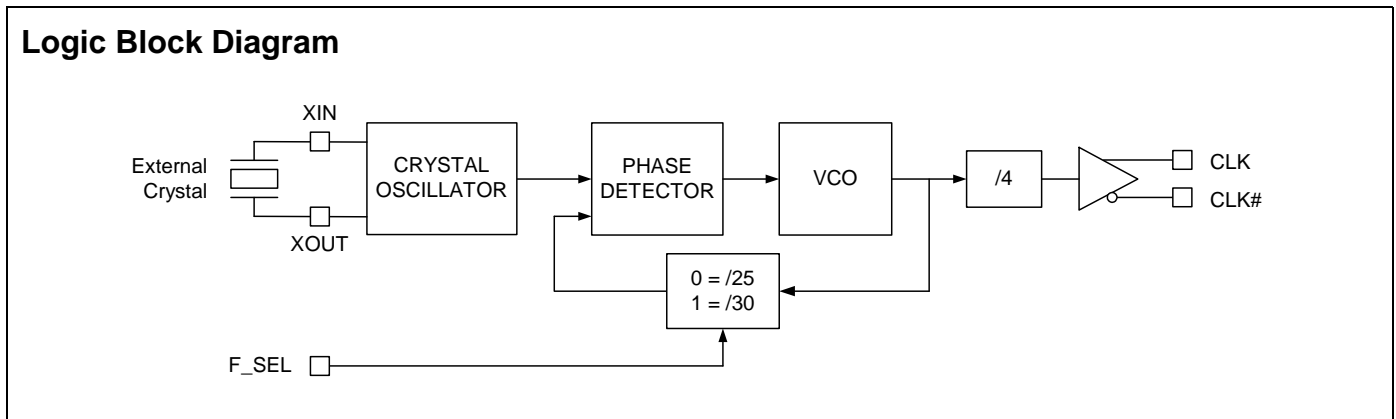 Logic Block Diagram
XIN
External
Crystal
XOUT
CRYSTAL
OSCILLATOR
PHASE
DETECTOR
VCO
/4
CLK
CLK#
0 = /25
1 = /30
F_SEL